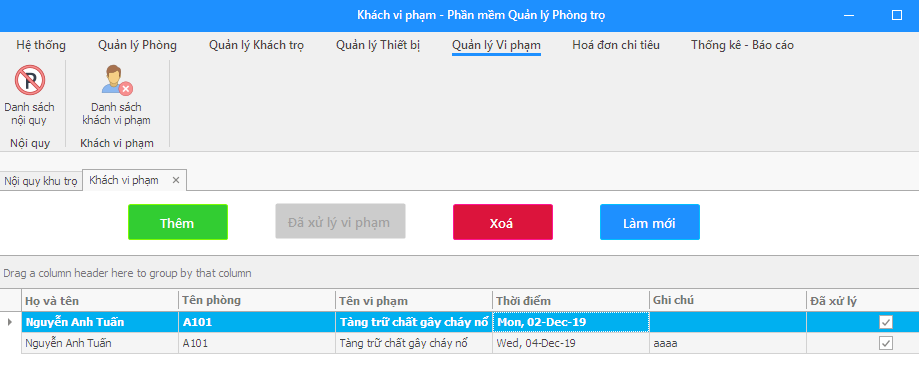 Khách vi phạm - Phần mềm Quản lý Phòng trọ
Hệ thống Quản lý Phòng Quản lý Khách trọ Quản lý Thiết bị Quản lý Vi phạm Hoá đơn chi tiêu Thống kê - Báo cáo
Danh sách nội quy
Danh sách khách vi phạm
Nội quy Khách vi phạm
Nội quy khu trọ Khách vi phạm
Thêm Đã xử lý vi phạm Xoá Làm mới
Drag a column header here to group by that column
Họ và tên Tên phòng Tên vi phạm Thời điểm Ghi chú Đã xử lý
Nguyễn Anh Tuấn A101 Tàng trữ chất gây cháy nổ Mon, 02-Dec-19
Nguyễn Anh Tuấn A101 Tàng trữ chất gây cháy nổ Wed, 04-Dec-19 aaaa